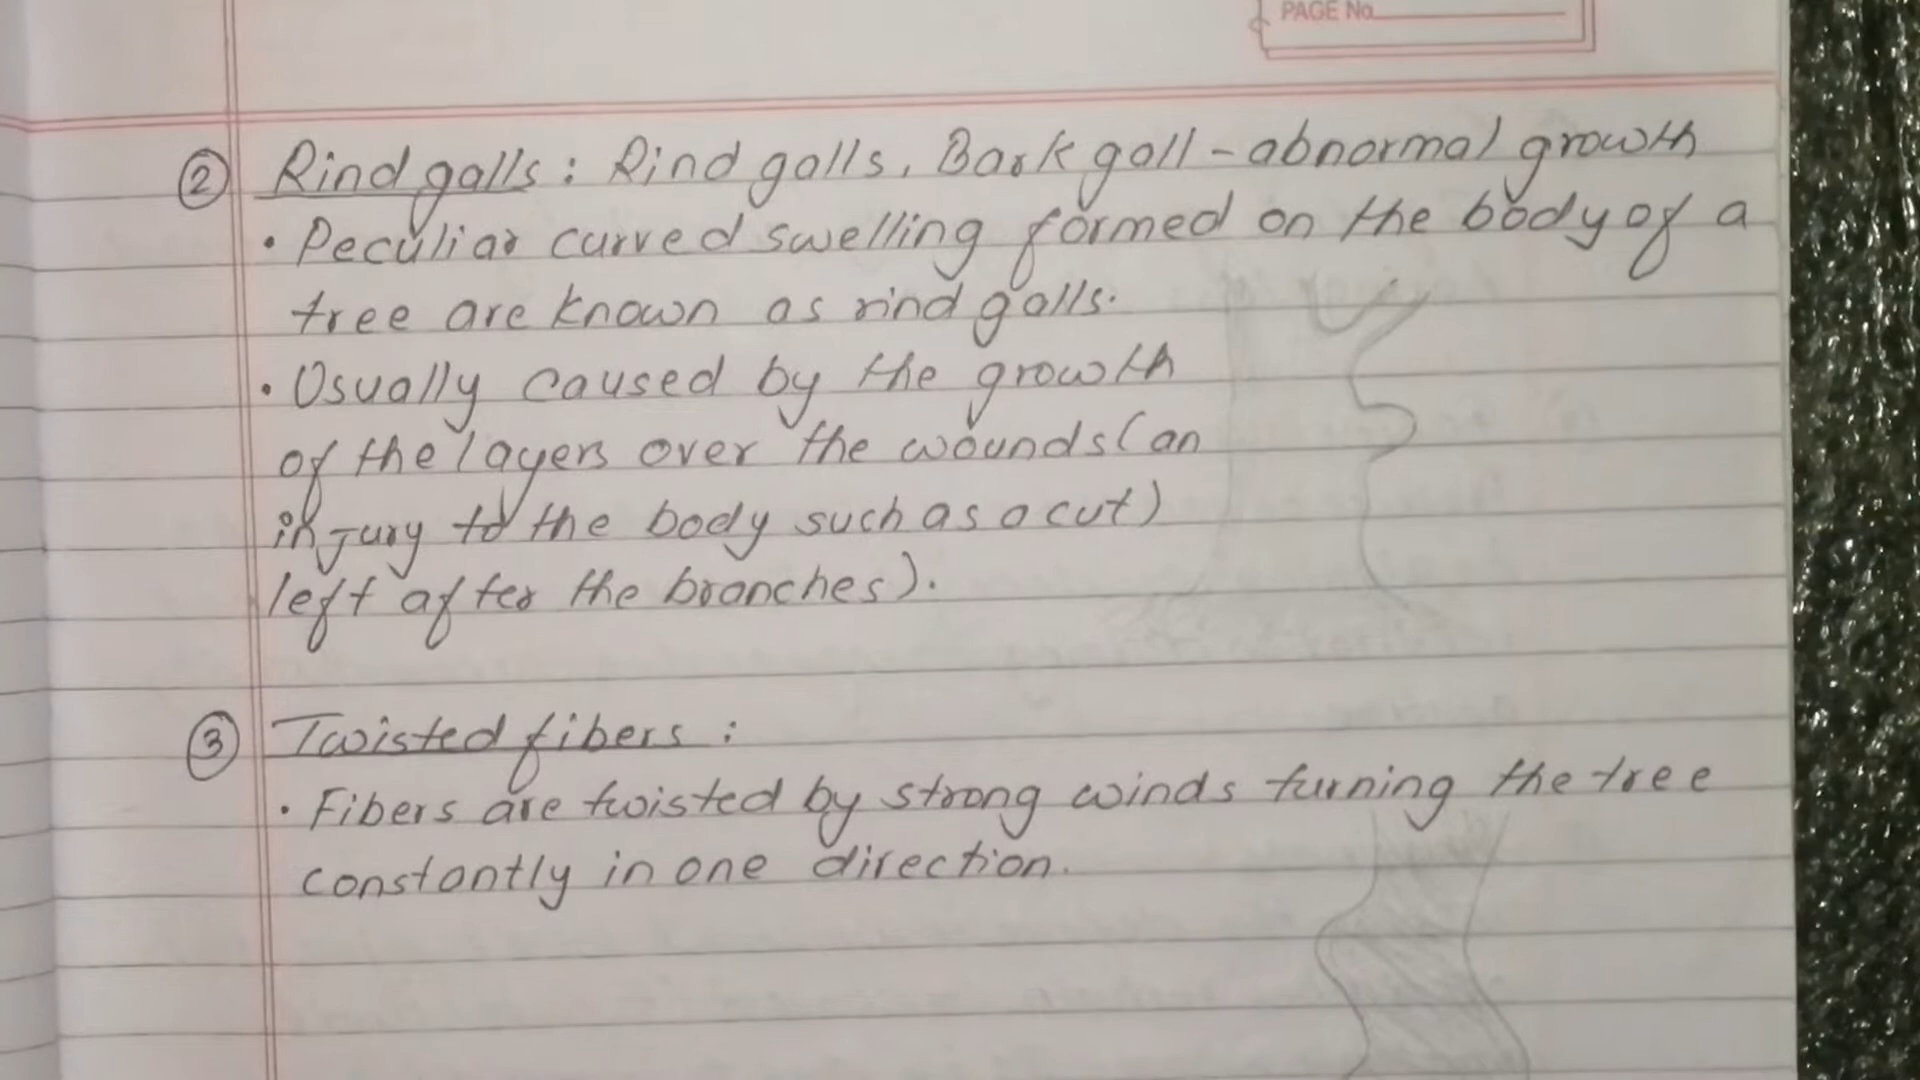 PAGE No.
② Rind galls : Rind galls, Bark gall - abnormal growth
• Peculiar curved swelling formed on the body of a
tree are known as rind galls.
• Usually caused by the growth
of the layers over the wounds (an
injury to the body such as a cut)
left after the branches).
③ Twisted fibers :
• Fibers are twisted by strong winds turning the tree
constantly in one direction.